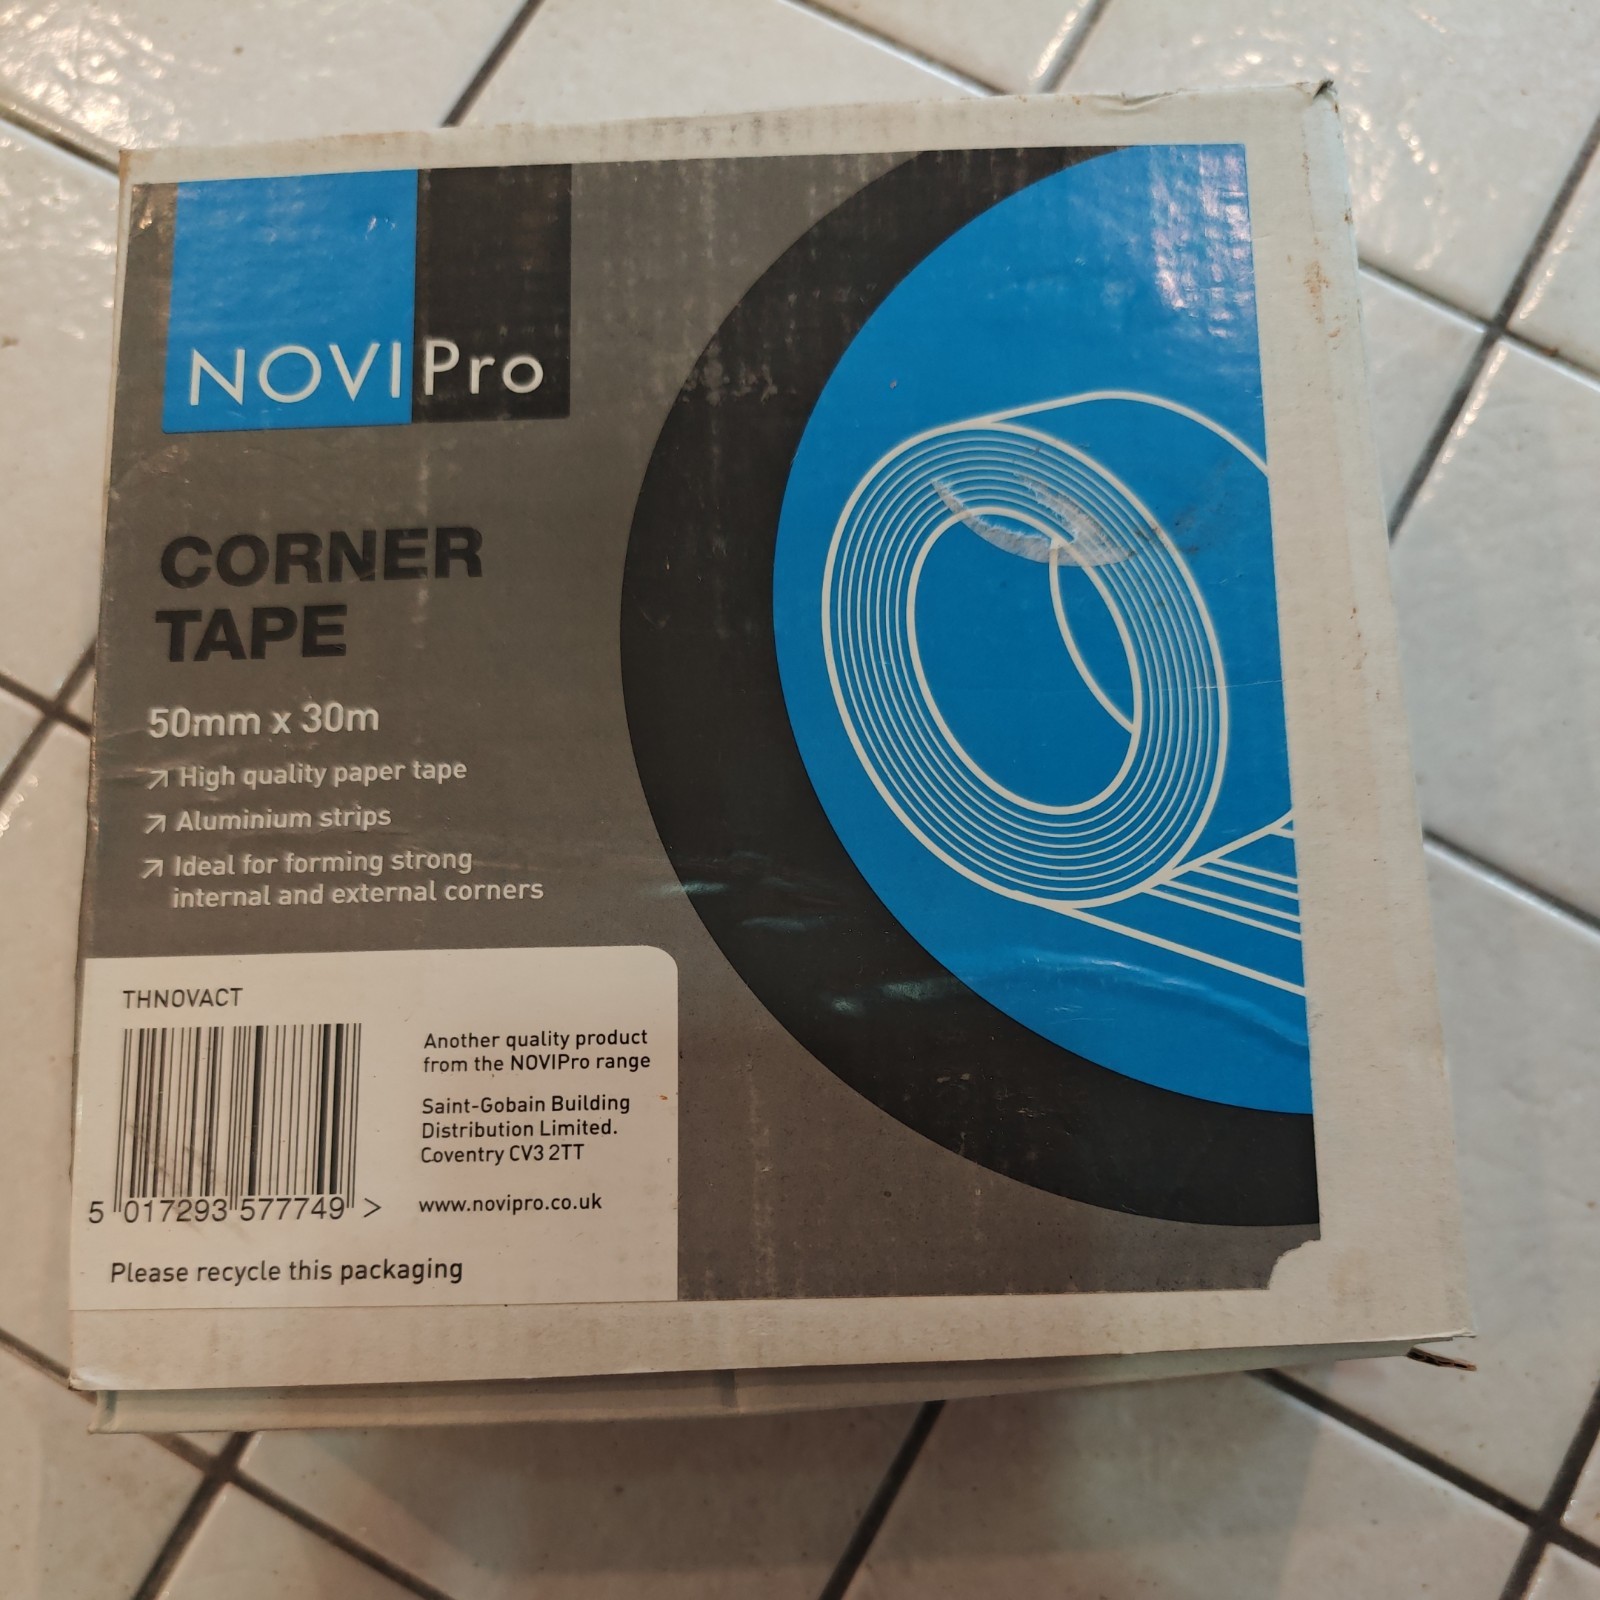 NOVIPro
CORNER
TAPE
50mm x 30m
High quality paper tape
Aluminium strips
Ideal for forming strong
internal and external corners
THNOVACT
5 017293 577749 >
Another quality product
from the NOVIPro range
Saint-Gobain Building
Distribution Limited.
Coventry CV3 2TT
www.novipro.co.uk
Please recycle this packaging